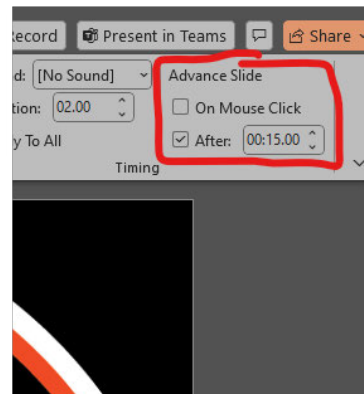 Record
Present in Teams
Share
d: [No Sound]
tion: 02.00
y To All
Advance Slide
On Mouse Click
After: 00:15.00
Timing